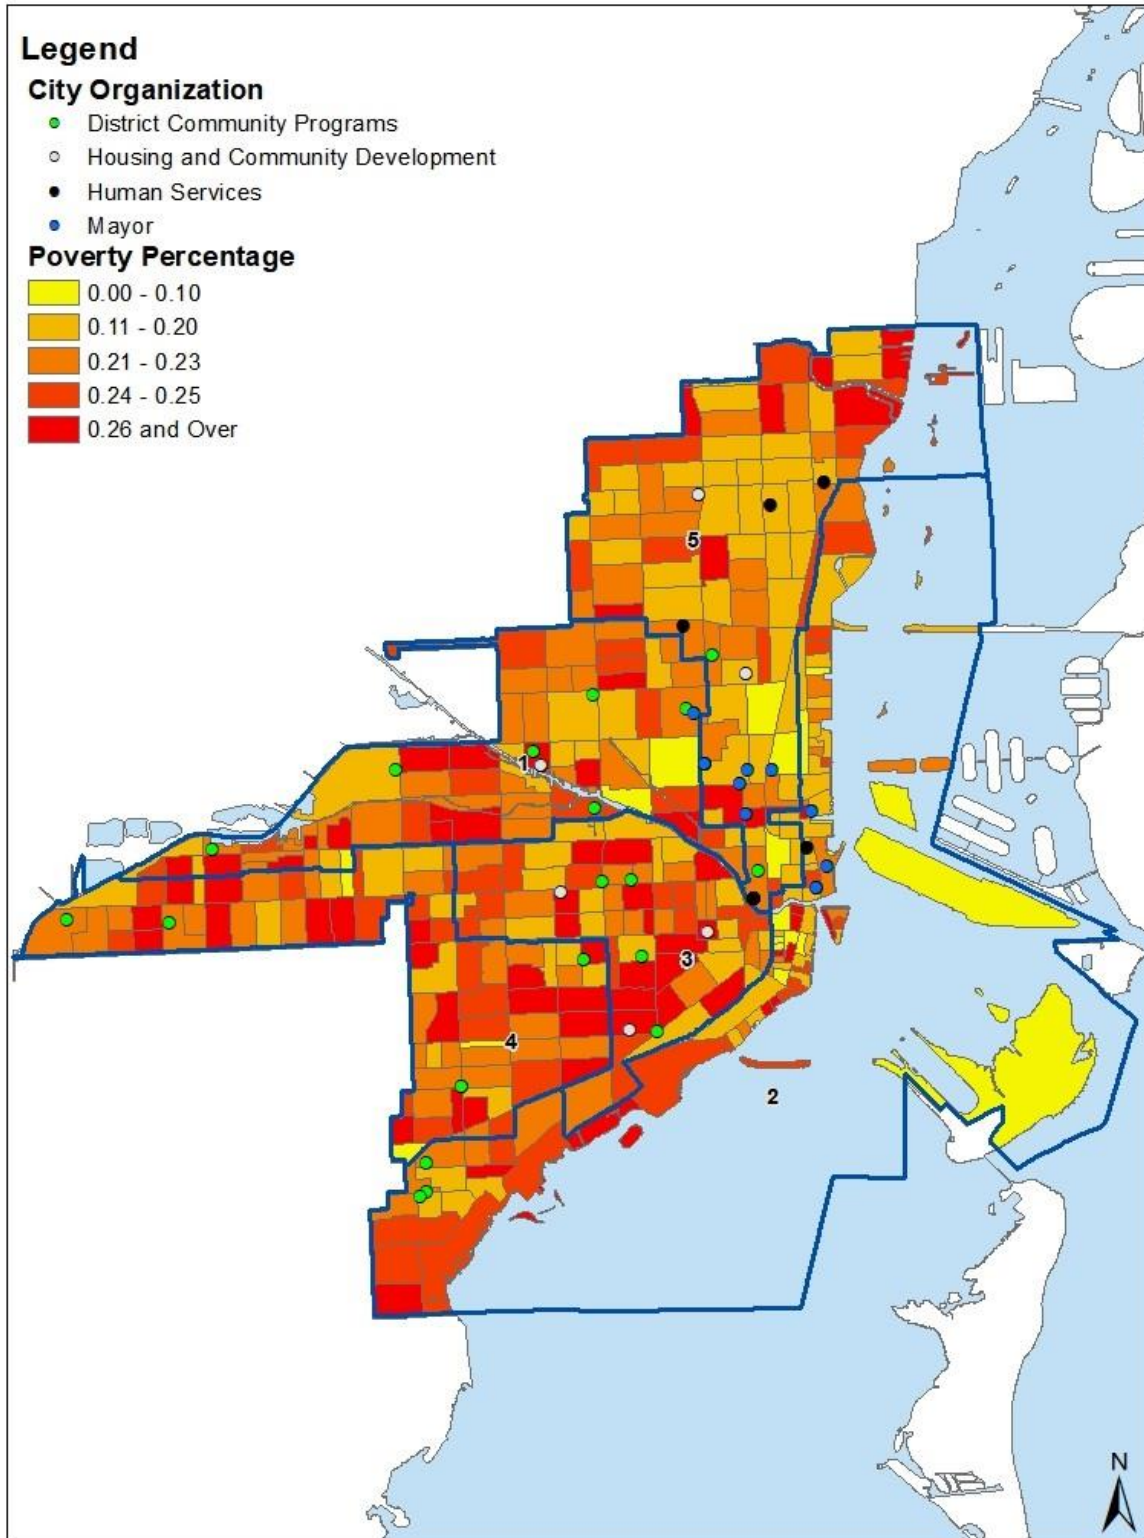 Legend
City Organization
District Community Programs
Housing and Community Development
Human Services
Mayor
Poverty Percentage
0.00 - 0.10
0.11 - 0.20
0.21 - 0.23
0.24 - 0.25
0.26 and Over
5
1
3
4
2
N